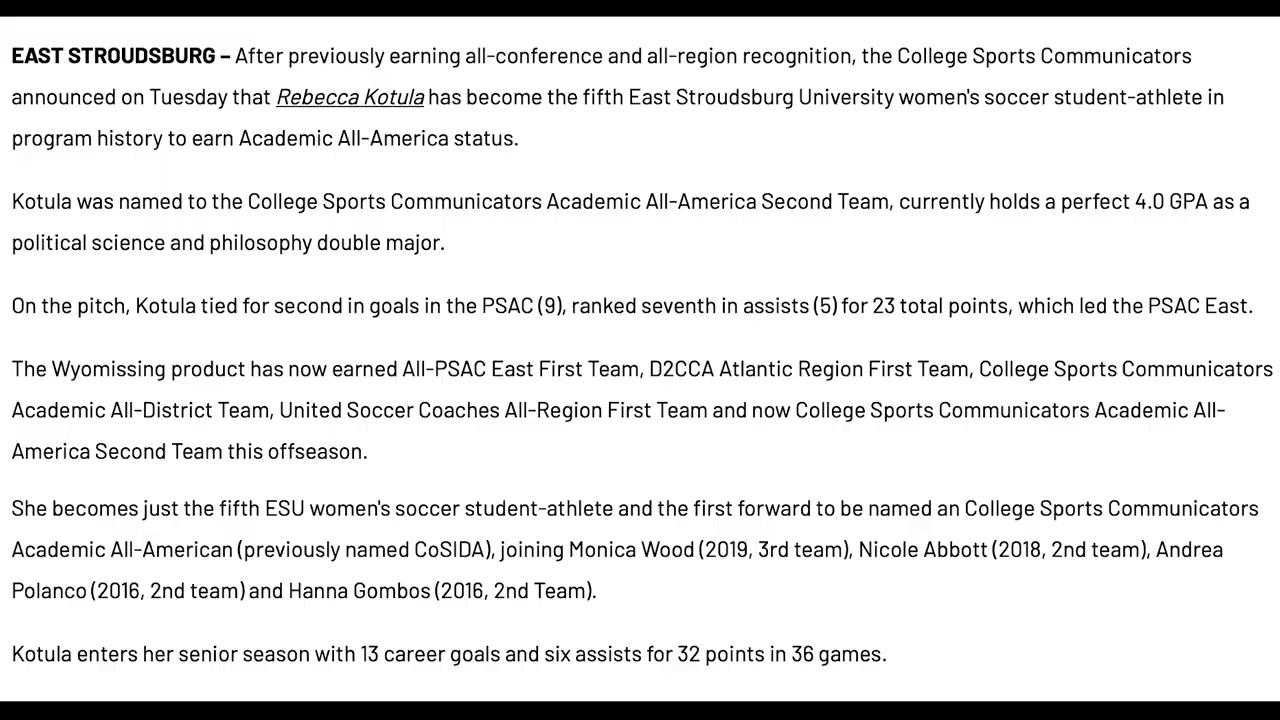 EAST STROUDSBURG – After previously earning all-conference and all-region recognition, the College Sports Communicators
announced on Tuesday that Rebecca Kotula has become the fifth East Stroudsburg University women's soccer student-athlete in
program history to earn Academic All-America status.
Kotula was named to the College Sports Communicators Academic All-America Second Team, currently holds a perfect 4.0 GPA as a
political science and philosophy double major.
On the pitch, Kotula tied for second in goals in the PSAC (9), ranked seventh in assists (5) for 23 total points, which led the PSAC East.
The Wyomissing product has now earned All-PSAC East First Team, D2CCA Atlantic Region First Team, College Sports Communicators
Academic All-District Team, United Soccer Coaches All-Region First Team and now College Sports Communicators Academic All-
America Second Team this offseason.
She becomes just the fifth ESU women's soccer student-athlete and the first forward to be named an College Sports Communicators
Academic All-American (previously named CoSIDA), joining Monica Wood (2019, 3rd team), Nicole Abbott (2018, 2nd team), Andrea
Polanco (2016, 2nd team) and Hanna Gombos (2016, 2nd Team).
Kotula enters her senior season with 13 career goals and six assists for 32 points in 36 games.